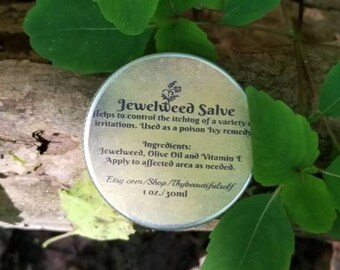 Jewelweed Salve
Helps to control the itching of a variety
irritations. Used as a poison Ivy remedy
Ingredients:
Jewelweed, Olive Oil and Vitamin E
Apply to affected area as needed.
Etsy.com/Shop/Thybeautifulself
1 oz./30ml